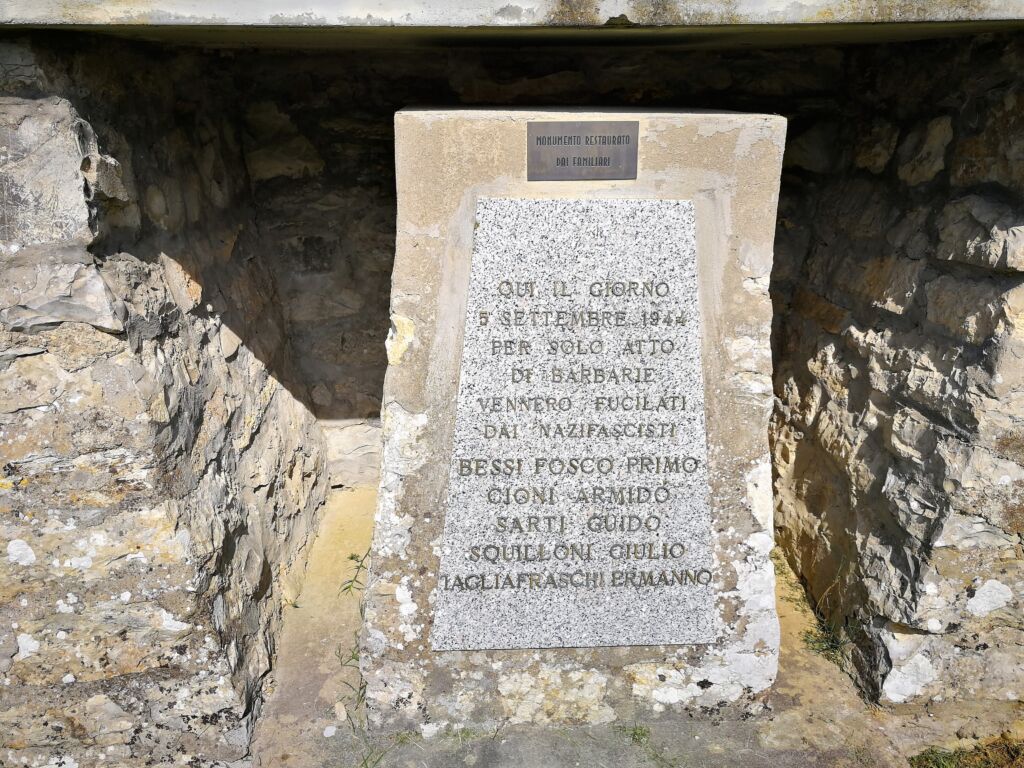 MONUMENTO RESTAURATO
DAI FAMILIARI
QUI IL GIORNO
5 SETTEMBRE 1944
PER SOLO ATTO
DI BARBARIE
VENNERO FUCILATI
DAI NAZIFASCISTI
BESSI FOSCO PRIMO
CIONI ARMIDO
SARTI GUIDO
SQUILLONI GIULIO
TAGLIAFRASCHI ERMANNO